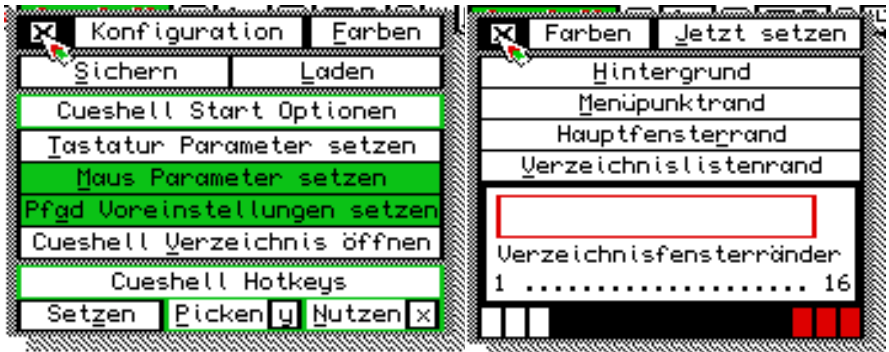 Konfiguration Farben
Sichern Laden
Cueshell Start Optionen
Tastatur Parameter setzen
Maus Parameter setzen
Pfad Voreinstellungen setzen
Cueshell Verzeichnis öffnen
Cueshell Hotkeys
Setzen Picken y Nutzen x
Farben Jetzt setzen
Hintergrund
Menüpunktrand
Hauptfensterrand
Verzeichnislistenrand
Verzeichnisfensterränder
1 .................... 16